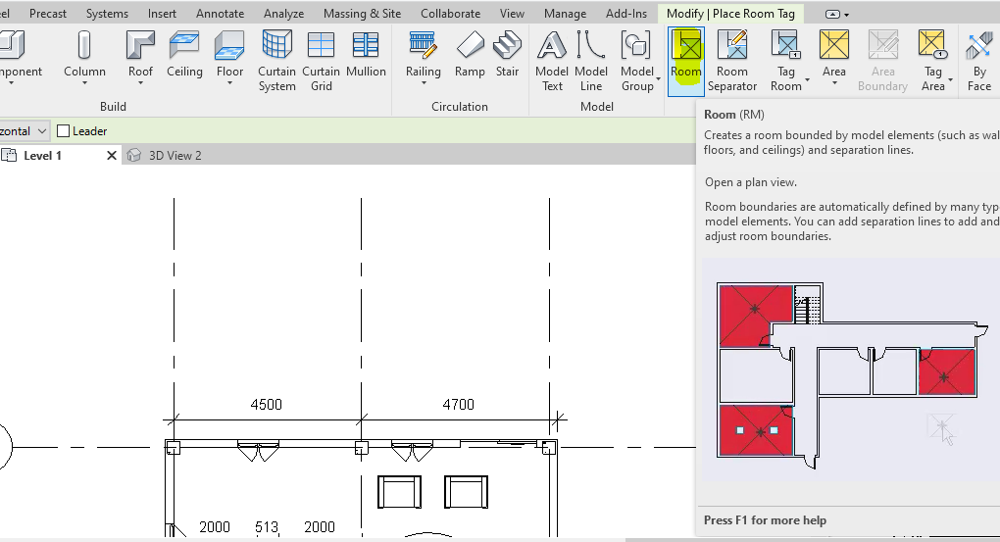 eel Precast Systems Insert Annotate Analyze Massing & Site Collaborate View Manage Add-Ins Modify | Place Room Tag
mponent Column Roof Ceiling Floor Curtain System Curtain Grid Mullion Railing Ramp Stair Model Text Model Line Model Group Room Room Separator Tag Room Area Area Boundary Tag Area By Face
Build Circulation Model
zontal Leader
Level 1 3D View 2
Room (RM)
Creates a room bounded by model elements (such as wal
floors, and ceilings) and separation lines.
Open a plan view.
Room boundaries are automatically defined by many typ
model elements. You can add separation lines to add and
adjust room boundaries.
4500 4700
2000 513 2000
Press F1 for more help